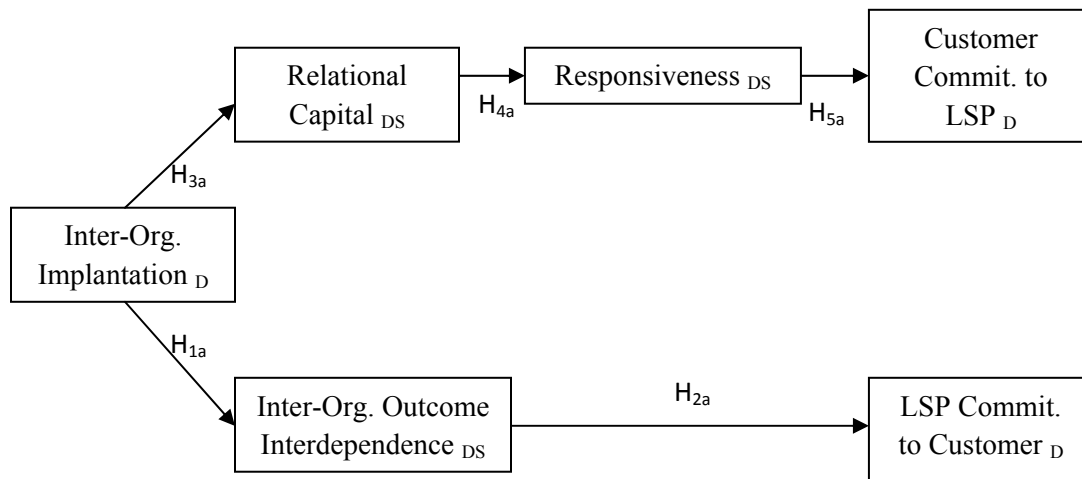 Relational
Capital DS
H4a
Responsiveness DS
H5a
Customer
Commit. to
LSP D
H3a
Inter-Org.
Implantation D
H1a
Inter-Org. Outcome
Interdependence DS
H2a
LSP Commit.
to Customer D